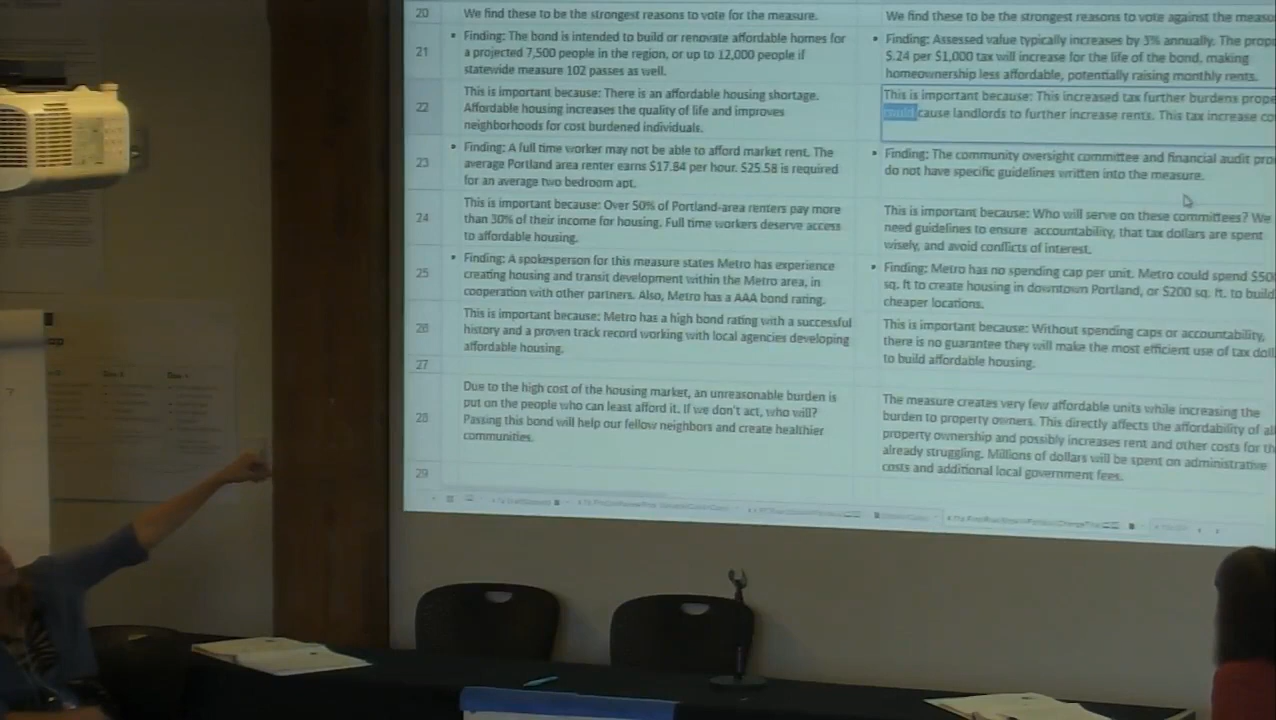 20
We find these to be the strongest reasons to vote for the measure.
21
• Finding: The bond is intended to build or renovate affordable homes for
a projected 7,500 people in the region, or up to 12,000 people if
statewide measure 102 passes as well.
22
This is important because: There is an affordable housing shortage.
Affordable housing increases the quality of life and improves
neighborhoods for cost burdened individuals.
23
• Finding: A full time worker may not be able to afford market rent. The
average Portland area renter earns $17.84 per hour. $25.58 is required
for an average two bedroom apt.
24
This is important because: Over 50% of Portland-area renters pay more
than 30% of their income for housing. Full time workers deserve access
to affordable housing.
25
• Finding: A spokesperson for this measure states Metro has experience
creating housing and transit development within the Metro area, in
cooperation with other partners. Also, Metro has a AAA bond rating.
26
This is important because: Metro has a high bond rating with a successful
history and a proven track record working with local agencies developing
affordable housing.
27
28
Due to the high cost of the housing market, an unreasonable burden is
put on the people who can least afford it. If we don't act, who will?
Passing this bond will help our fellow neighbors and create healthier
communities.
29
We find these to be the strongest reasons to vote against the measu
• Finding: Assessed value typically increases by 3% annually. The prop
$.24 per $1,000 tax will increase for the life of the bond, making
homeownership less affordable, potentially raising monthly rents.
This is important because: This increased tax further burdens prope
could cause landlords to further increase rents. This tax increase co
• Finding: The community oversight committee and financial audit pro
do not have specific guidelines written into the measure.
This is important because: Who will serve on these committees? We
need guidelines to ensure accountability, that tax dollars are spent
wisely, and avoid conflicts of interest.
• Finding: Metro has no spending cap per unit. Metro could spend $50
sq. ft to create housing in downtown Portland, or $200 sq. ft. to build
cheaper locations.
This is important because: Without spending caps or accountability,
there is no guarantee they will make the most efficient use of tax doll
to build affordable housing.
The measure creates very few affordable units while increasing the
burden to property owners. This directly affects the affordability of al
property ownership and possibly increases rent and other costs for th
already struggling. Millions of dollars will be spent on administrative
costs and additional local government fees.